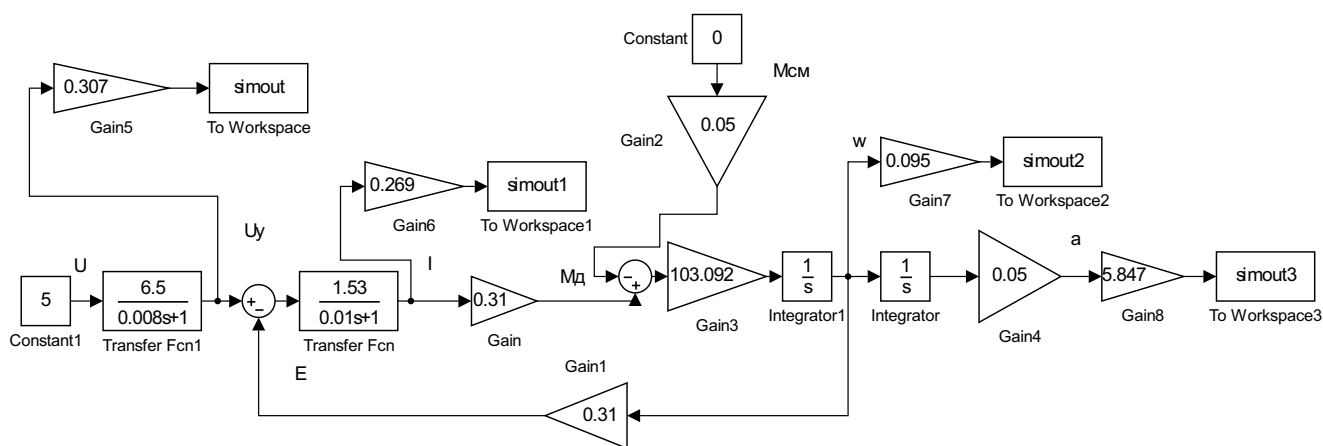 Constant
0
Мсм
0.307
simout
Gain5
To Workspace
0.05
Gain2
w
0.095
simout2
Gain7
To Workspace2
0.269
simout1
Gain6
To Workspace1
Uy
U
I
Мд
a
5
Constant1
6.5
0.008s+1
Transfer Fcn1
+
−
1.53
0.01s+1
Transfer Fcn
0.31
Gain
−
+
103.092
Gain3
1
s
Integrator1
1
s
Integrator
0.05
Gain4
5.847
Gain8
simout3
To Workspace3
E
Gain1
0.31